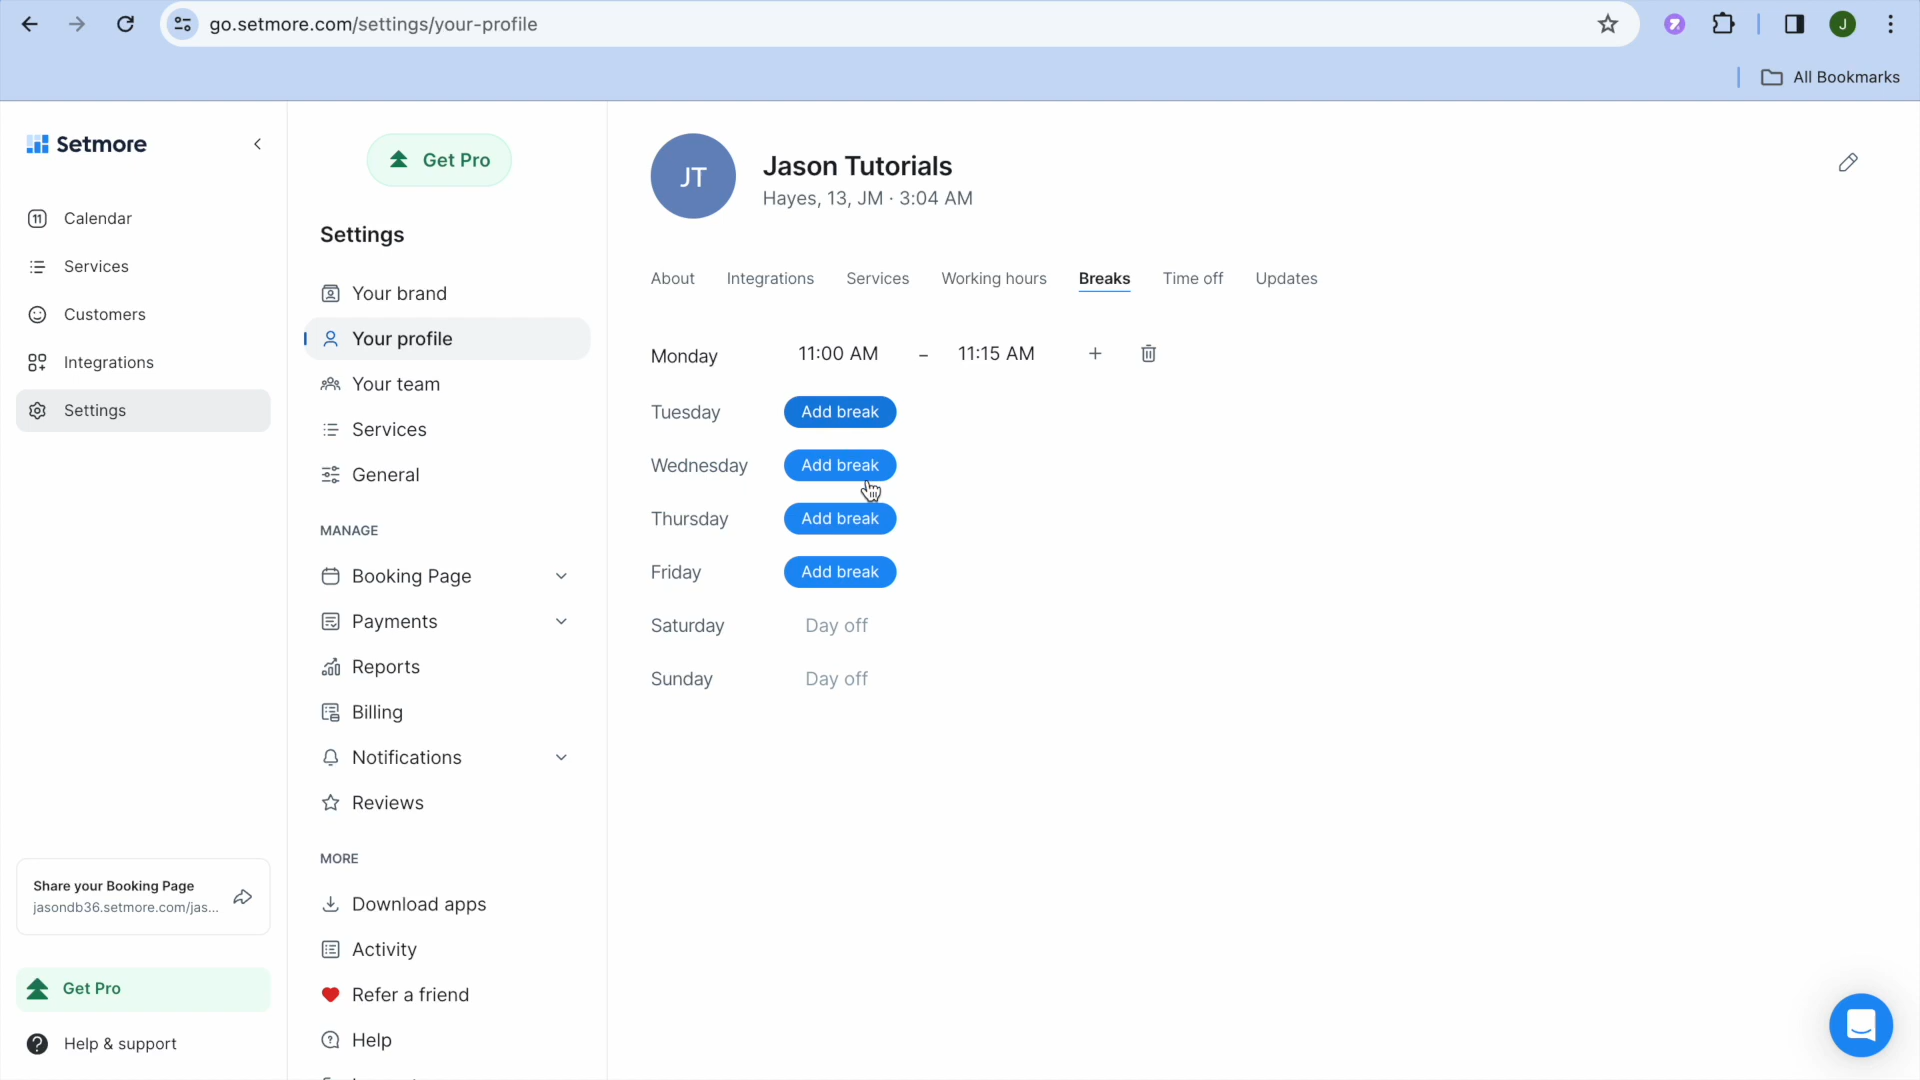 go.setmore.com/settings/your-profile
J
All Bookmarks
Setmore
11 Calendar
Services
Customers
Integrations
Settings
Share your Booking Page
jasondb36.setmore.com/jas...
Get Pro
? Help & support
Get Pro
Settings
Your brand
Your profile
Your team
Services
General
MANAGE
Booking Page
Payments
Reports
Billing
Notifications
Reviews
MORE
Download apps
Activity
Refer a friend
? Help
JT
Jason Tutorials
Hayes, 13, JM · 3:04 AM
About Integrations Services Working hours Breaks Time off Updates
Monday 11:00 AM – 11:15 AM +
Tuesday Add break
Wednesday Add break
Thursday Add break
Friday Add break
Saturday Day off
Sunday Day off